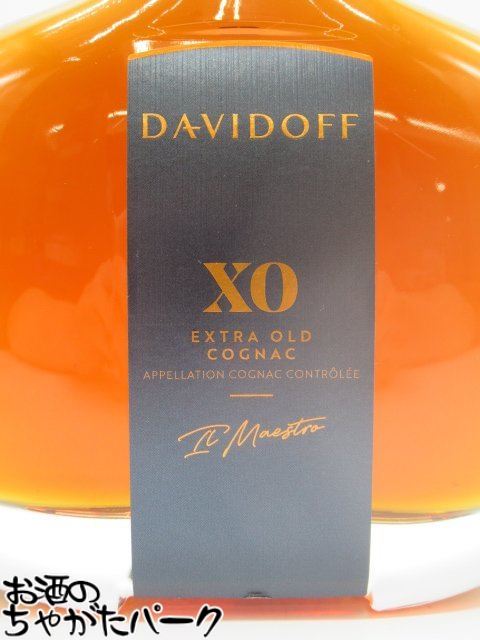 DAVIDOFF
XO
EXTRA OLD
COGNAC
APPELLATION COGNAC CONTRÔLÉE
Il Maestro
お酒の
ちゃがたパーク